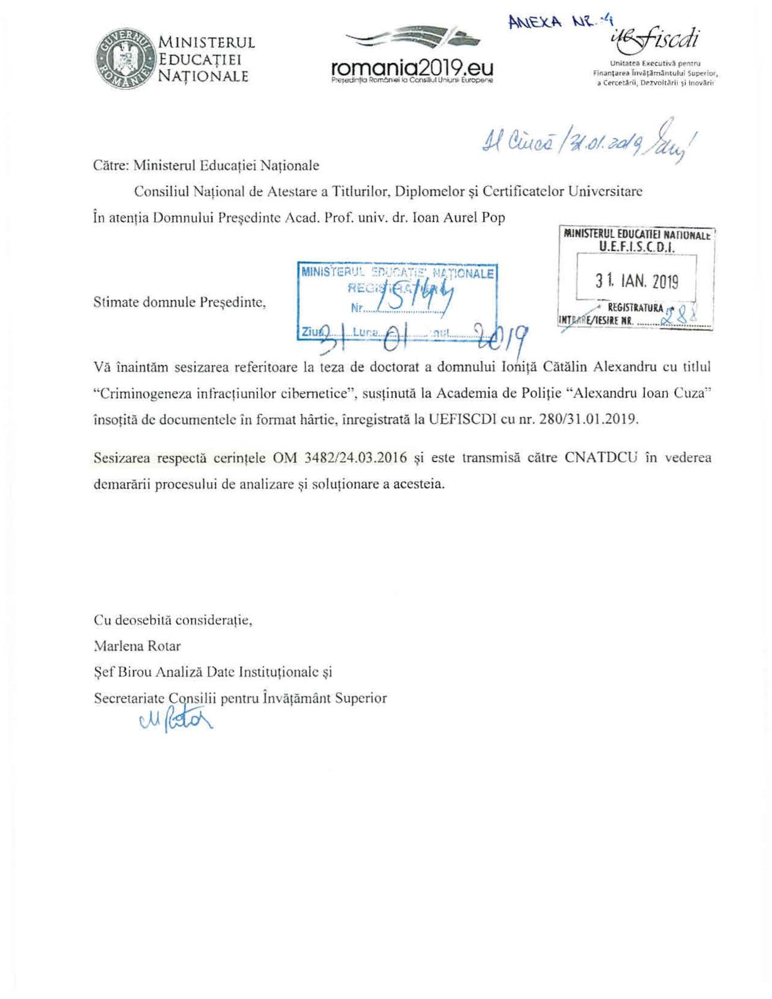 ANEXA NR. 4
GUVERNUL ROMÂNIEI
MINISTERUL
EDUCAȚIEI
NAȚIONALE
romania2019.eu
Președinția României la Consiliul Uniunii Europene
uefiscdi
Unitatea Executivă pentru
Finanțarea Învățământului Superior,
a Cercetării, Dezvoltării și Inovării
/31.01.2019
Către: Ministerul Educației Naționale
Consiliul Național de Atestare a Titlurilor, Diplomelor și Certificatelor Universitare
În atenția Domnului Președinte Acad. Prof. univ. dr. Ioan Aurel Pop
MINISTERUL EDUCATIEI NATIONALE
U.E.F.I.S.C.D.I.
31. IAN. 2019
REGISTRATURA
INTRARE/IESIRE NR. 288
MINISTERUL EDUCAȚIEI NAȚIONALE
REGISTRATURA
Nr. 15144
Ziua 31 Luna 01 anul 2019
Stimate domnule Președinte,
Vă înaintăm sesizarea referitoare la teza de doctorat a domnului Ioniță Cătălin Alexandru cu titlul
“Criminogeneza infracțiunilor cibernetice”, susținută la Academia de Poliție “Alexandru Ioan Cuza”
însoțită de documentele în format hârtie, înregistrată la UEFISCDI cu nr. 280/31.01.2019.
Sesizarea respectă cerințele OM 3482/24.03.2016 și este transmisă către CNATDCU în vederea
demarării procesului de analizare și soluționare a acesteia.
Cu deosebită considerație,
Marlena Rotar
Șef Birou Analiză Date Instituționale și
Secretariate Consilii pentru Învățământ Superior
MRotar